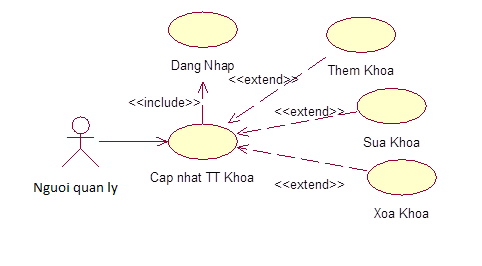 Dang Nhap
Them Khoa
<<extend>>
<<include>>
<<extend>>
Sua Khoa
Nguoi quan ly
Cap nhat TT Khoa
<<extend>>
Xoa Khoa